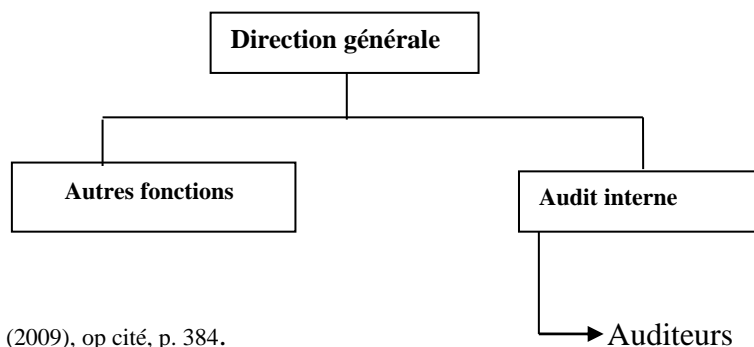 Direction générale
Autres fonctions
Audit interne
Auditeurs
(2009), op cité, p. 384.